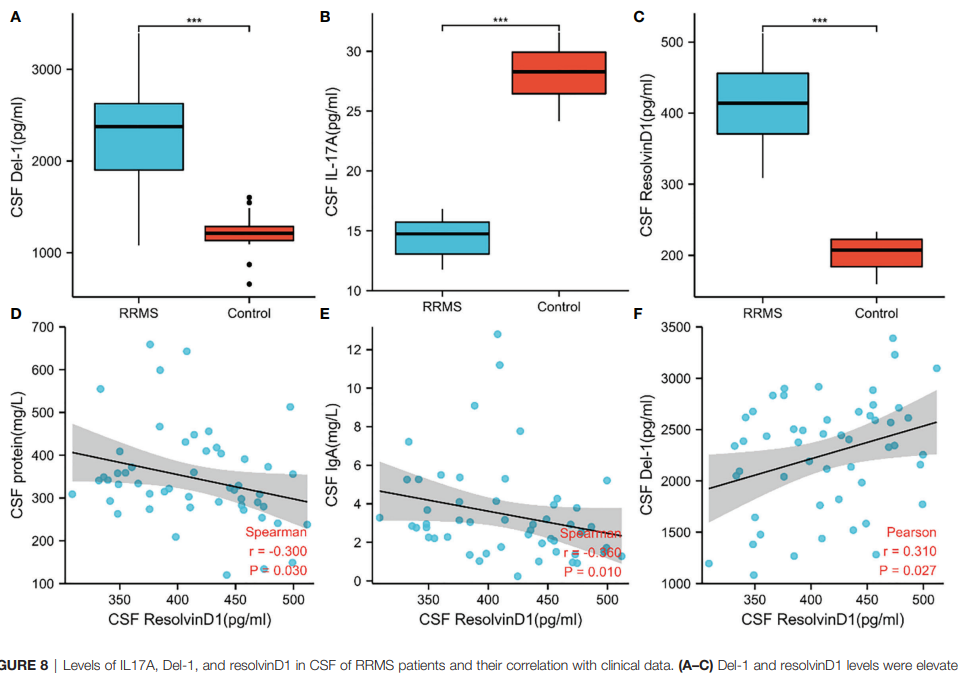 A
***
CSF Del-1(pg/ml)
3000
2000
1000
RRMS
Control
B
***
CSF IL-17A(pg/ml)
30
25
20
15
10
RRMS
Control
C
***
CSF ResolvinD1(pg/ml)
500
400
300
200
RRMS
Control
D
CSF protein(mg/L)
700
600
500
400
300
200
100
Spearman
r = -0.300
P = 0.030
350
400
450
500
CSF ResolvinD1(pg/ml)
E
CSF IgA(mg/L)
12
10
8
6
4
2
0
Spearman
r = -0.360
P = 0.010
350
400
450
500
CSF ResolvinD1(pg/ml)
F
CSF Del-1(pg/ml)
3500
3000
2500
2000
1500
1000
Pearson
r = 0.310
P = 0.027
350
400
450
500
CSF ResolvinD1(pg/ml)
GURE 8 | Levels of IL17A, Del-1, and resolvinD1 in CSF of RRMS patients and their correlation with clinical data. (A–C) Del-1 and resolvinD1 levels were elevate